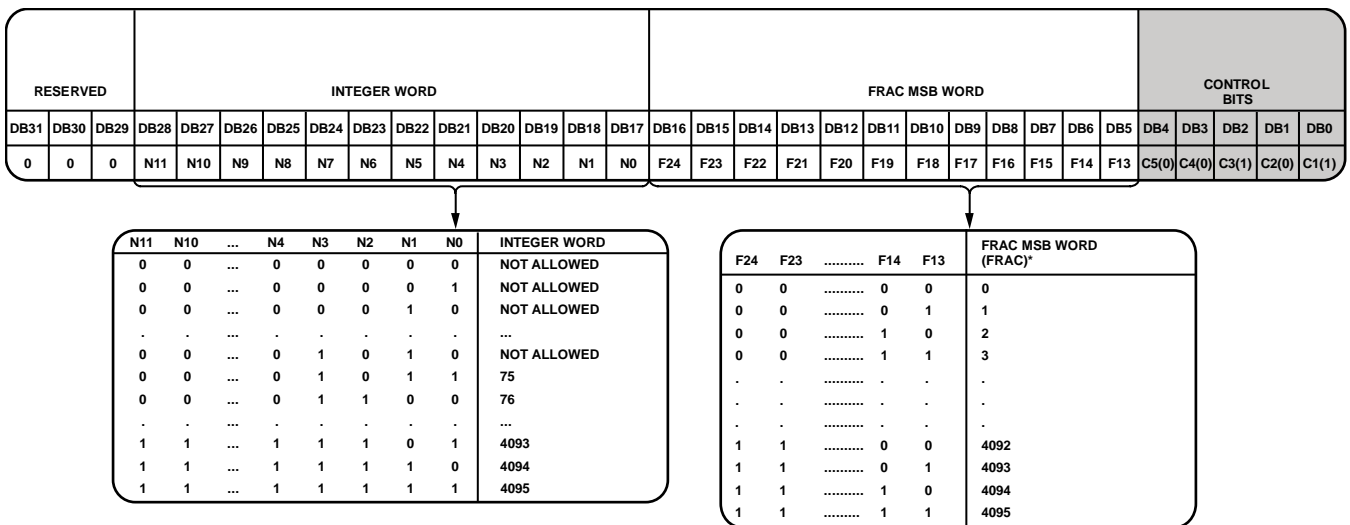 RESERVED INTEGER WORD FRAC MSB WORD CONTROL
BITS
DB31 DB30 DB29 DB28 DB27 DB26 DB25 DB24 DB23 DB22 DB21 DB20 DB19 DB18 DB17 DB16 DB15 DB14 DB13 DB12 DB11 DB10 DB9 DB8 DB7 DB6 DB5 DB4 DB3 DB2 DB1 DB0
0 0 0 N11 N10 N9 N8 N7 N6 N5 N4 N3 N2 N1 N0 F24 F23 F22 F21 F20 F19 F18 F17 F16 F15 F14 F13 C5(0) C4(0) C3(1) C2(0) C1(1)
N11 N10 ... N4 N3 N2 N1 N0 INTEGER WORD
0 0 ... 0 0 0 0 0 NOT ALLOWED
0 0 ... 0 0 0 0 1 NOT ALLOWED
0 0 ... 0 0 0 1 0 NOT ALLOWED
. . ... . . . . . ...
0 0 ... 0 1 0 1 0 NOT ALLOWED
0 0 ... 0 1 0 1 1 75
0 0 ... 0 1 1 0 0 76
. . ... . . . . . ...
1 1 ... 1 1 1 0 1 4093
1 1 ... 1 1 1 1 0 4094
1 1 ... 1 1 1 1 1 4095
FRAC MSB WORD
F24 F23 .......... F14 F13 (FRAC)*
0 0 .......... 0 0 0
0 0 .......... 0 1 1
0 0 .......... 1 0 2
0 0 .......... 1 1 3
. . .......... . . .
. . .......... . . .
. . .......... . . .
1 1 .......... 0 0 4092
1 1 .......... 0 1 4093
1 1 .......... 1 0 4094
1 1 ......... 1 1 4095